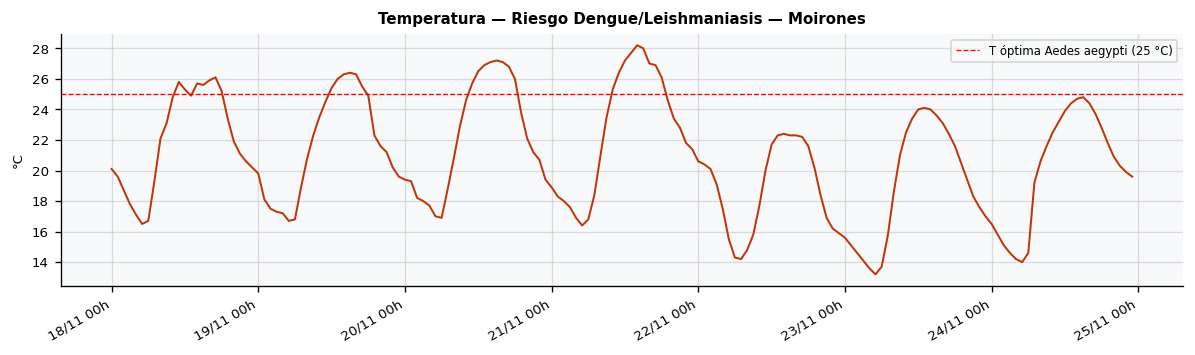 Temperatura — Riesgo Dengue/Leishmaniasis — Moirones
T óptima Aedes aegypti (25 °C)
°C
28
26
24
22
20
18
16
14
18/11 00h
19/11 00h
20/11 00h
21/11 00h
22/11 00h
23/11 00h
24/11 00h
25/11 00h